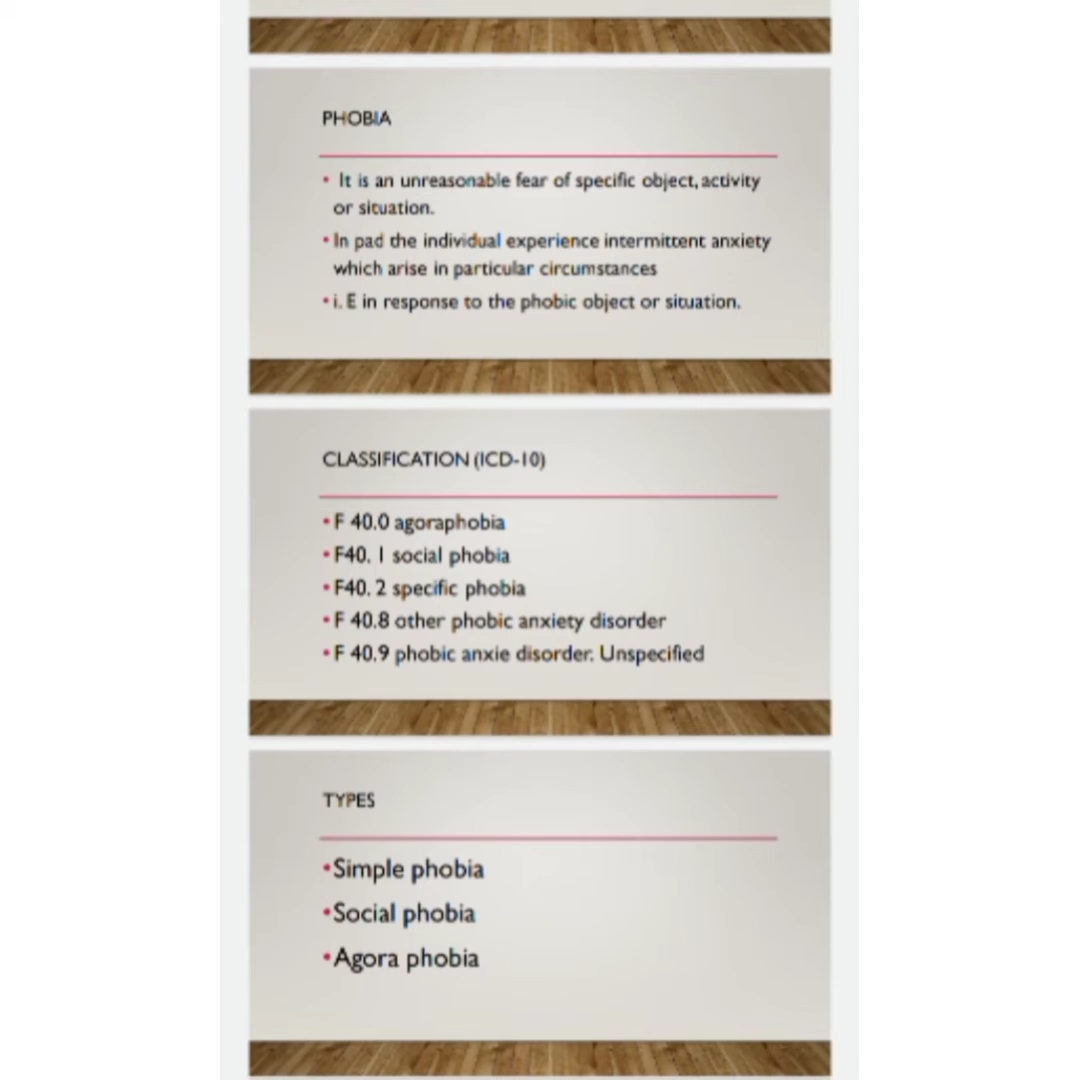 PHOBIA
• It is an unreasonable fear of specific object, activity
or situation.
• In pad the individual experience intermittent anxiety
which arise in particular circumstances
• i. E in response to the phobic object or situation.
CLASSIFICATION (ICD-10)
• F 40.0 agoraphobia
• F40. 1 social phobia
• F40. 2 specific phobia
• F 40.8 other phobic anxiety disorder
• F 40.9 phobic anxie disorder. Unspecified
TYPES
• Simple phobia
• Social phobia
• Agora phobia